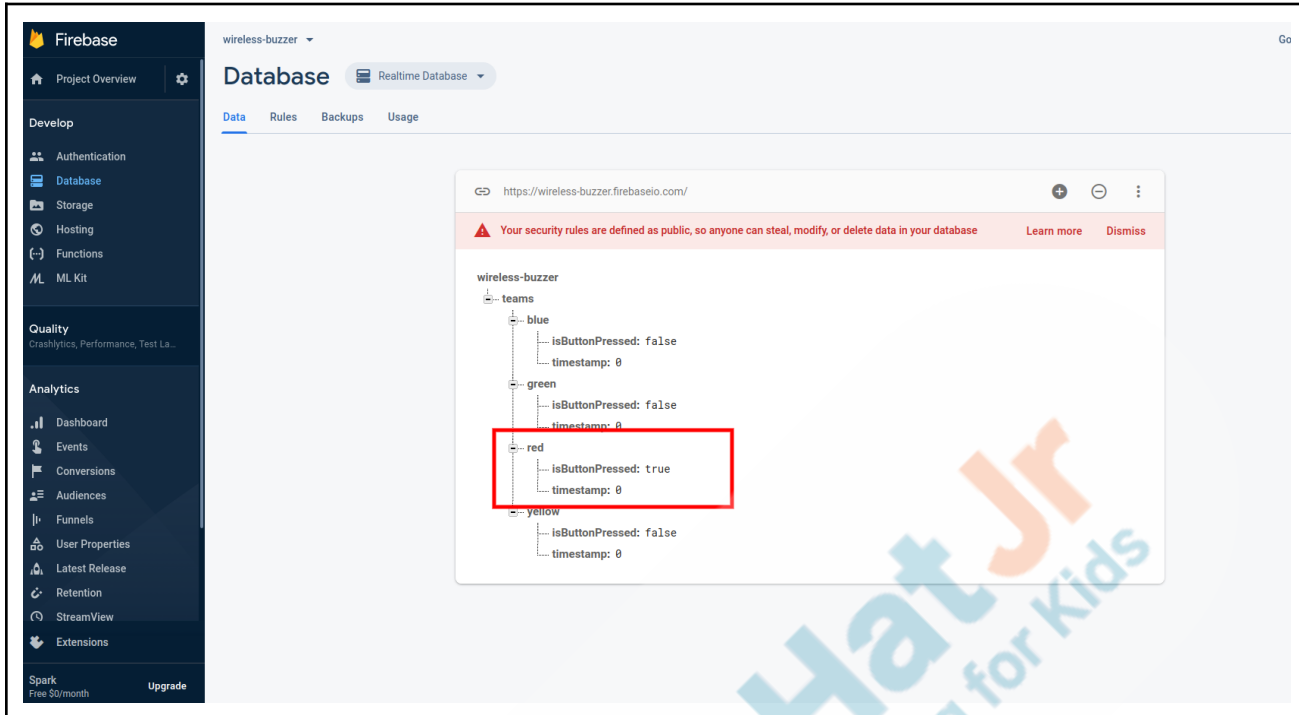 Firebase
Project Overview
Develop
Authentication
Database
Storage
Hosting
Functions
ML Kit
Quality
Crashlytics, Performance, Test La...
Analytics
Dashboard
Events
Conversions
Audiences
Funnels
User Properties
Latest Release
Retention
StreamView
Extensions
Spark
Free $0/month
Upgrade
wireless-buzzer
Go
Database
Realtime Database
Data Rules Backups Usage
https://wireless-buzzer.firebaseio.com/
Your security rules are defined as public, so anyone can steal, modify, or delete data in your database Learn more Dismiss
wireless-buzzer
teams
blue
isButtonPressed: false
timestamp: 0
green
isButtonPressed: false
timestamp: 0
red
isButtonPressed: true
timestamp: 0
yellow
isButtonPressed: false
timestamp: 0
Hat Jr
for Kids